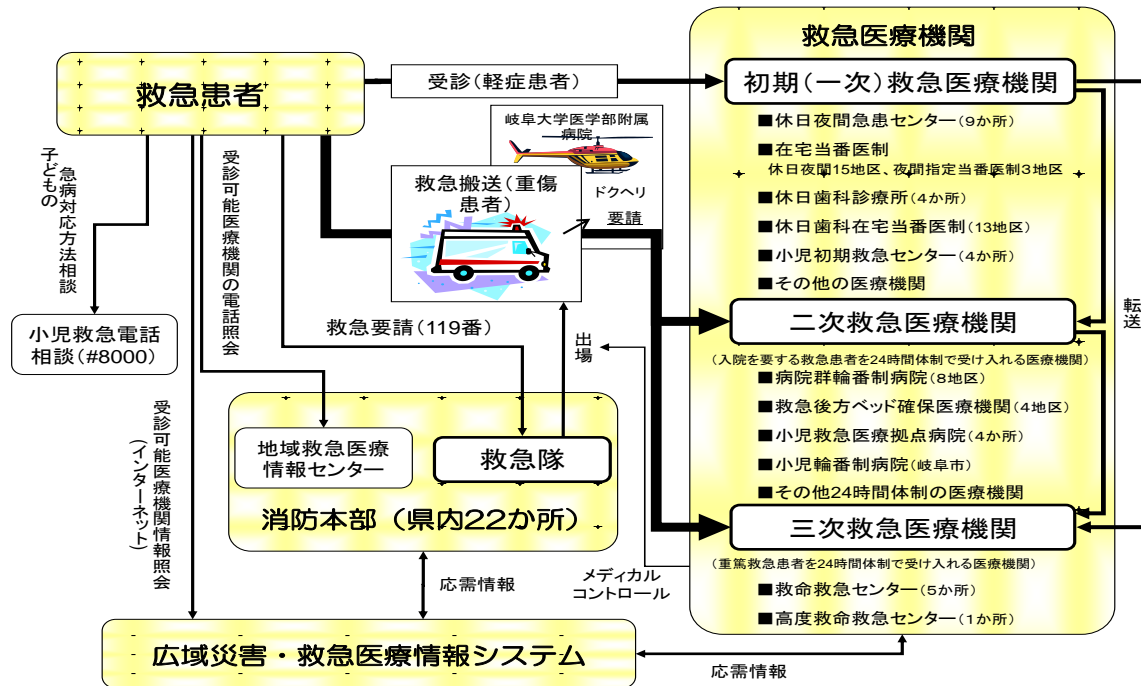 救急患者
受診(軽症患者)
救急医療機関
初期(一次)救急医療機関
■休日夜間急患センター(9か所)
■在宅当番医制
休日夜間15地区、夜間指定当番医制3地区
■休日歯科診療所(4か所)
■休日歯科在宅当番医制(13地区)
■小児初期救急センター(4か所)
■その他の医療機関
二次救急医療機関
(入院を要する救急患者を24時間体制で受け入れる医療機関)
■病院群輪番制病院(8地区)
■救急後方ベッド確保医療機関(4地区)
■小児救急医療拠点病院(4か所)
■小児輪番制病院(岐阜市)
■その他24時間体制の医療機関
三次救急医療機関
(重篤救急患者を24時間体制で受け入れる医療機関)
■救命救急センター(5か所)
■高度救命救急センター(1か所)
転送
岐阜大学医学部附属
病院
ドクヘリ
要請
救急搬送(重傷
患者)
子どもの
急病対応方法相談
受診可能医療機関の電話照会
小児救急電話
相談(#8000)
救急要請(119番)
出場
受診可能医療機関情報照会
(インターネット)
地域救急医療
情報センター
救急隊
消防本部(県内22か所)
応需情報
メディカル
コントロール
広域災害・救急医療情報システム
応需情報